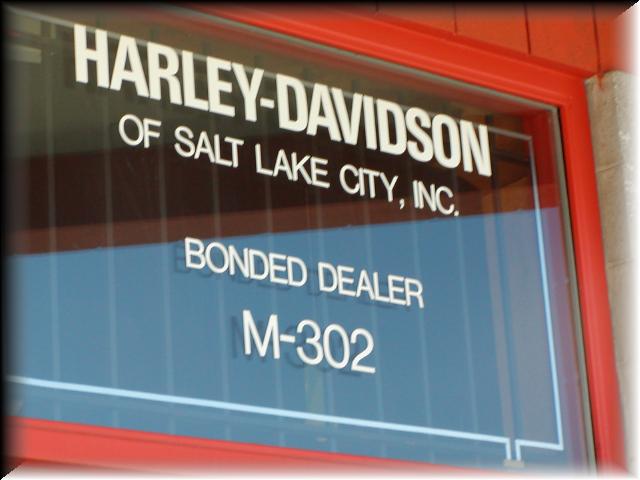 HARLEY-DAVIDSON
OF SALT LAKE CITY, INC.
BONDED DEALER
M-302